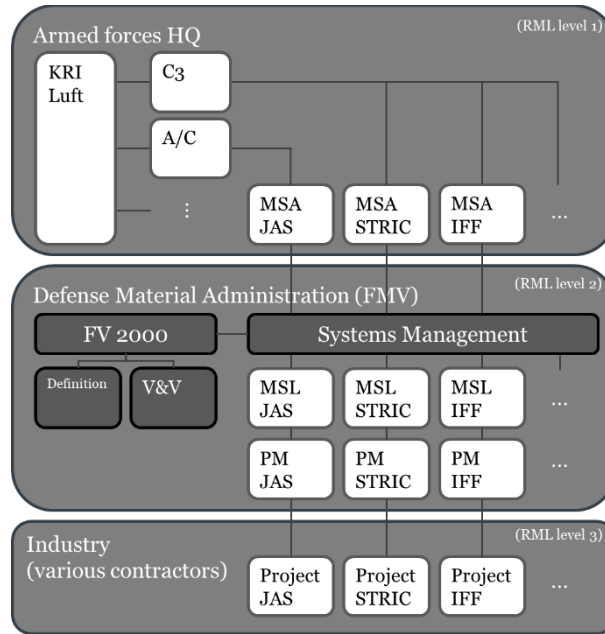 Armed forces HQ
(RML level 1)
KRI
Luft
C3
A/C
⋮
MSA
JAS
MSA
STRIC
MSA
IFF
...
Defense Material Administration (FMV)
(RML level 2)
FV 2000
Systems Management
Definition
V&V
MSL
JAS
MSL
STRIC
MSL
IFF
...
PM
JAS
PM
STRIC
PM
IFF
...
Industry
(various contractors)
(RML level 3)
Project
JAS
Project
STRIC
Project
IFF
...